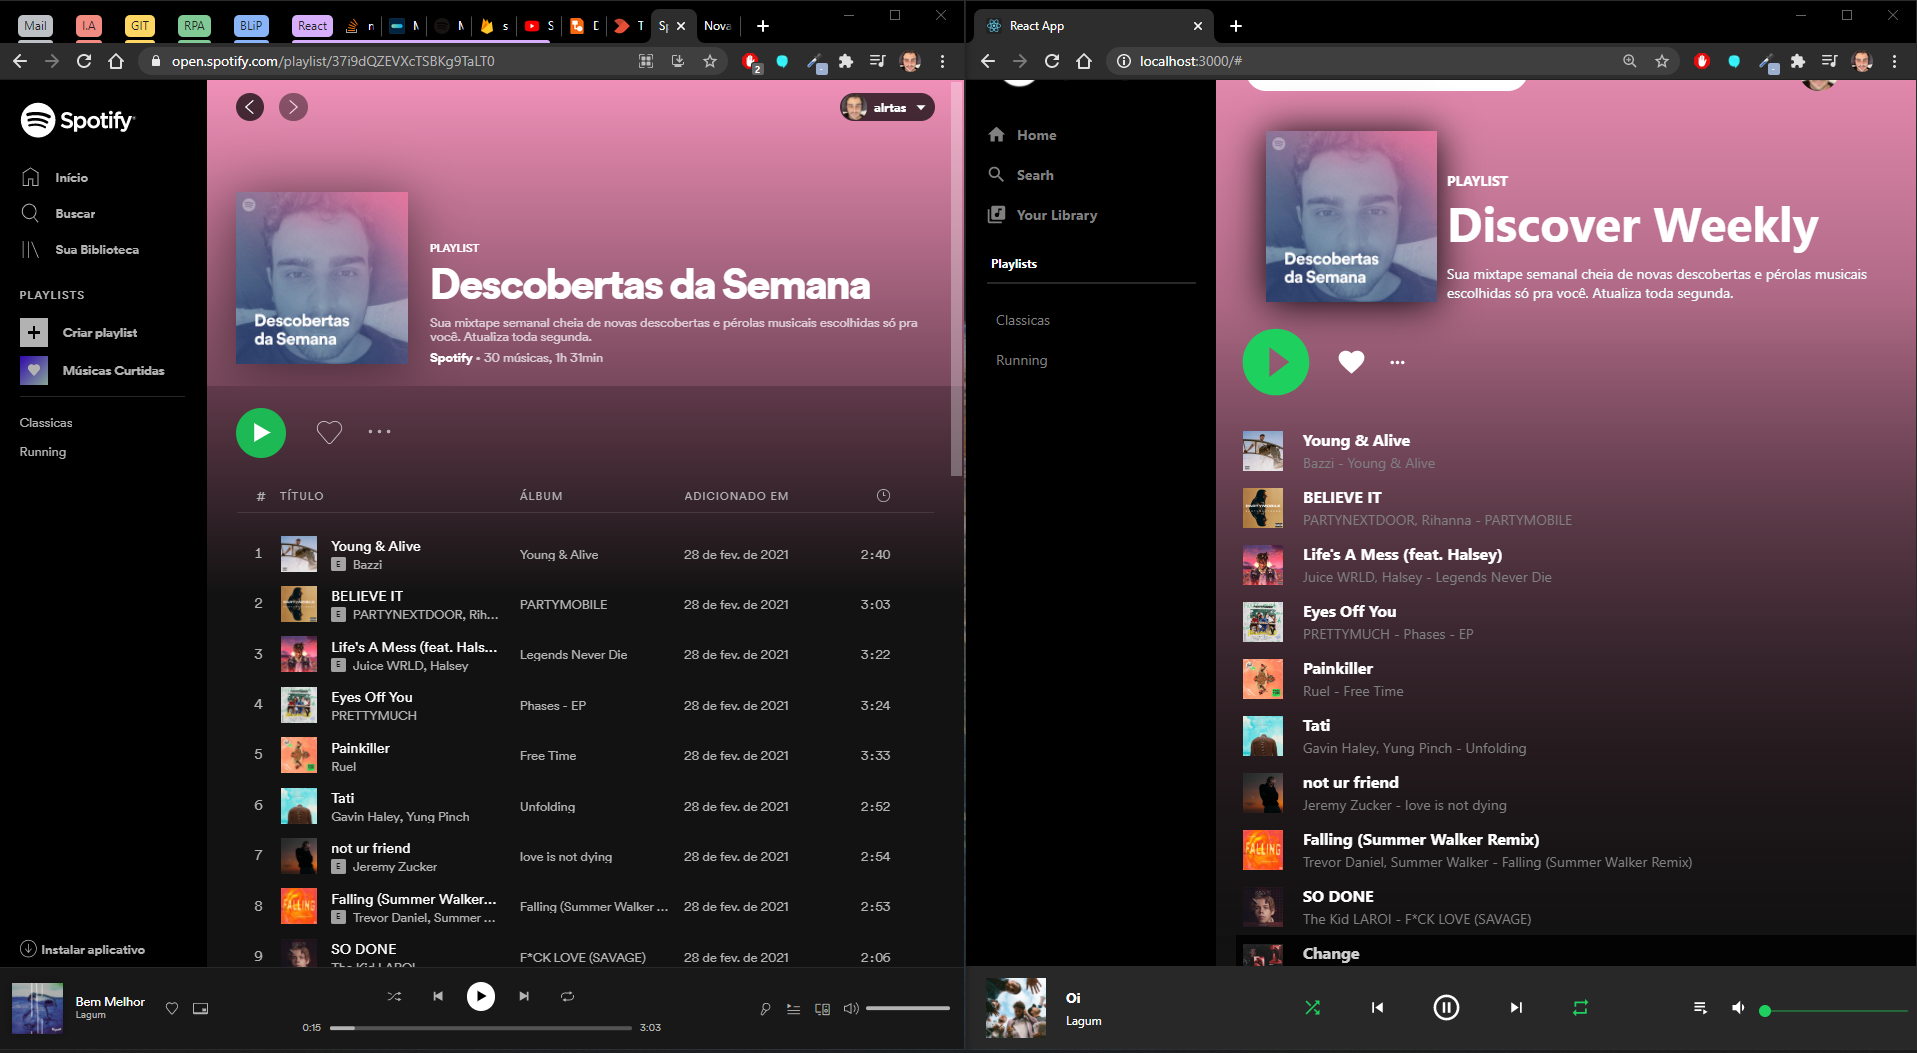 Mail
I.A
GIT
RPA
BLiP
React
React App
open.spotify.com/playlist/37i9dQZEVXcTSBKg9TaLT0
2
localhost:3000/#
Spotify
Início
Buscar
Sua Biblioteca
PLAYLISTS
Criar playlist
Músicas Curtidas
Classicas
Running
Instalar aplicativo
alrtas
Descobertas
da Semana
PLAYLIST
Descobertas da Semana
Sua mixtape semanal cheia de novas descobertas e pérolas musicais escolhidas só pra
você. Atualiza toda segunda.
Spotify • 30 músicas, 1h 31min
# TÍTULO ÁLBUM ADICIONADO EM
1 Young & Alive Young & Alive 28 de fev. de 2021 2:40
E Bazzi
2 BELIEVE IT PARTYMOBILE 28 de fev. de 2021 3:03
E PARTYNEXTDOOR, Rih...
3 Life's A Mess (feat. Hals... Legends Never Die 28 de fev. de 2021 3:22
E Juice WRLD, Halsey
4 Eyes Off You Phases - EP 28 de fev. de 2021 3:24
PRETTYMUCH
5 Painkiller Free Time 28 de fev. de 2021 3:33
Ruel
6 Tati Unfolding 28 de fev. de 2021 2:52
Gavin Haley, Yung Pinch
7 not ur friend love is not dying 28 de fev. de 2021 2:54
E Jeremy Zucker
8 Falling (Summer Walker... Falling (Summer Walker ... 28 de fev. de 2021 2:53
E Trevor Daniel, Summer ...
9 SO DONE F*CK LOVE (SAVAGE) 28 de fev. de 2021 2:06
The Kid LAROI
Bem Melhor
Lagum
0:15
3:03
Home
Searh
Your Library
Playlists
Classicas
Running
Descobertas
da Semana
PLAYLIST
Discover Weekly
Sua mixtape semanal cheia de novas descobertas e pérolas musicais
escolhidas só pra você. Atualiza toda segunda.
Young & Alive
Bazzi - Young & Alive
BELIEVE IT
PARTYNEXTDOOR, Rihanna - PARTYMOBILE
Life's A Mess (feat. Halsey)
Juice WRLD, Halsey - Legends Never Die
Eyes Off You
PRETTYMUCH - Phases - EP
Painkiller
Ruel - Free Time
Tati
Gavin Haley, Yung Pinch - Unfolding
not ur friend
Jeremy Zucker - love is not dying
Falling (Summer Walker Remix)
Trevor Daniel, Summer Walker - Falling (Summer Walker Remix)
SO DONE
The Kid LAROI - F*CK LOVE (SAVAGE)
Change
Oi
Lagum